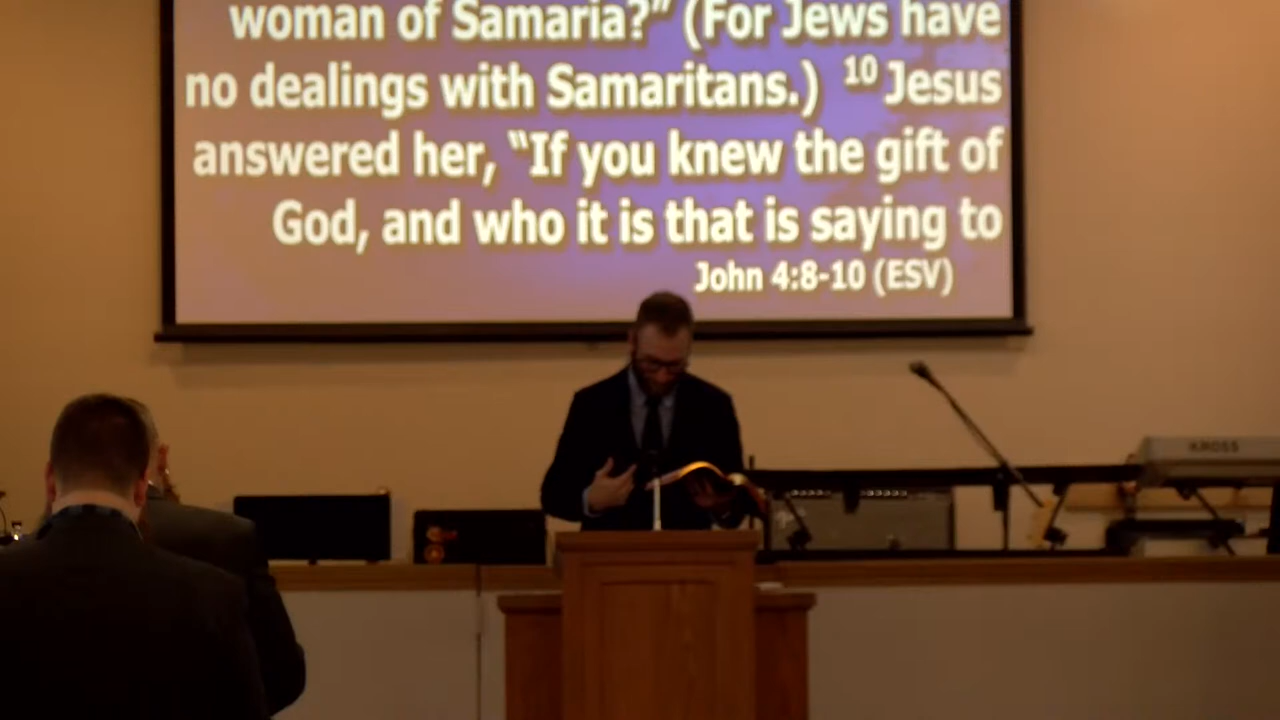 woman of Samaria?” (For Jews have
no dealings with Samaritans.) 10 Jesus
answered her, “If you knew the gift of
God, and who it is that is saying to
John 4:8-10 (ESV)
KROSS